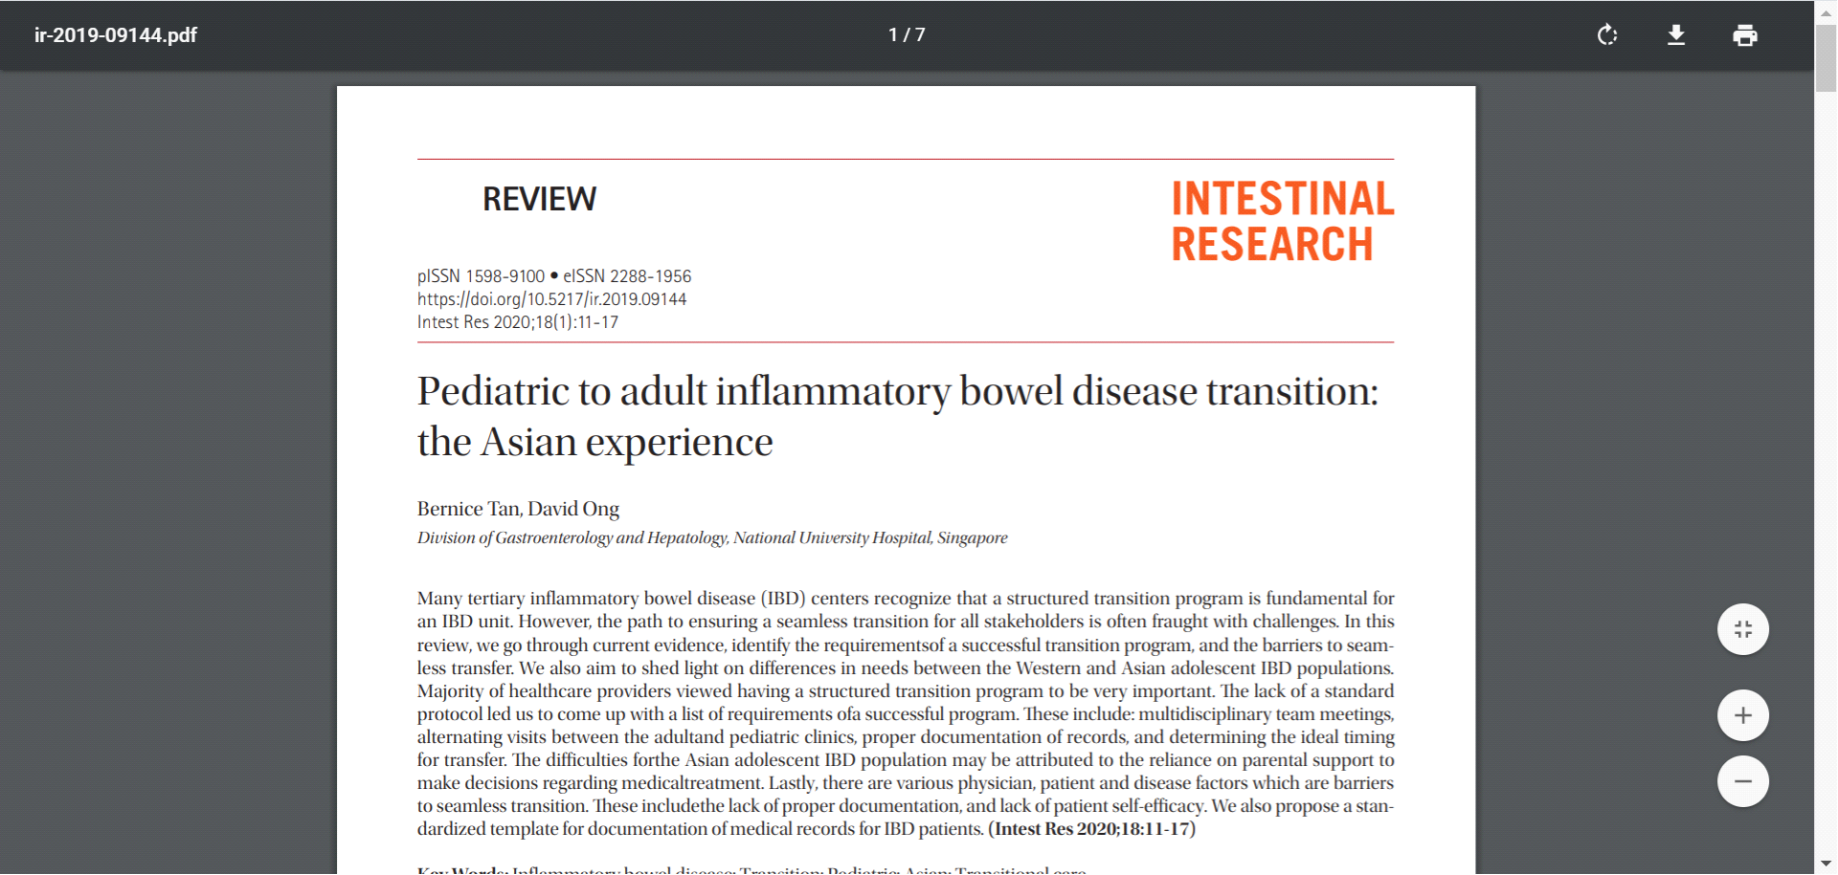 ir-2019-09144.pdf
1 / 7
REVIEW
INTESTINAL
RESEARCH
pISSN 1598-9100 • eISSN 2288-1956
https://doi.org/10.5217/ir.2019.09144
Intest Res 2020;18(1):11-17
Pediatric to adult inflammatory bowel disease transition:
the Asian experience
Bernice Tan, David Ong
Division of Gastroenterology and Hepatology, National University Hospital, Singapore
Many tertiary inflammatory bowel disease (IBD) centers recognize that a structured transition program is fundamental for
an IBD unit. However, the path to ensuring a seamless transition for all stakeholders is often fraught with challenges. In this
review, we go through current evidence, identify the requirementsof a successful transition program, and the barriers to seam-
less transfer. We also aim to shed light on differences in needs between the Western and Asian adolescent IBD populations.
Majority of healthcare providers viewed having a structured transition program to be very important. The lack of a standard
protocol led us to come up with a list of requirements ofa successful program. These include: multidisciplinary team meetings,
alternating visits between the adultand pediatric clinics, proper documentation of records, and determining the ideal timing
for transfer. The difficulties forthe Asian adolescent IBD population may be attributed to the reliance on parental support to
make decisions regarding medicaltreatment. Lastly, there are various physician, patient and disease factors which are barriers
to seamless transition. These includethe lack of proper documentation, and lack of patient self-efficacy. We also propose a stan-
dardized template for documentation of medical records for IBD patients. (Intest Res 2020;18:11-17)
Key Words: Inflammatory bowel disease; Transition; Pediatric; Asian; Transitional care